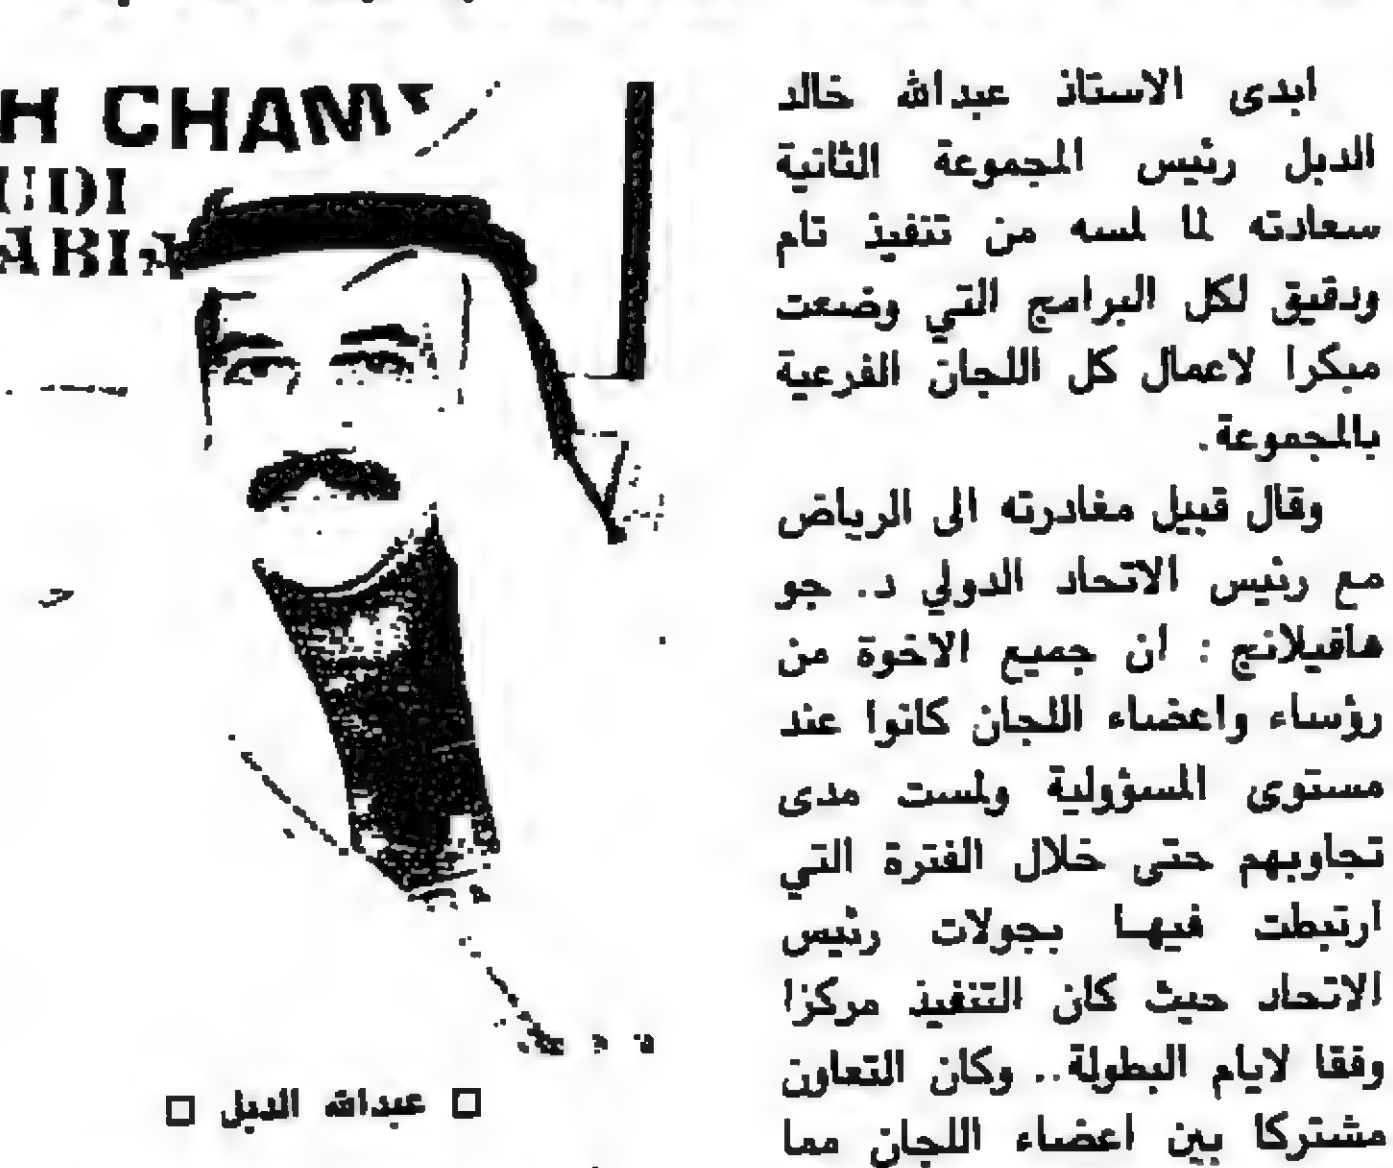 H CHAM
UDI
ABIA
ابدى الاستاذ عبدالله خالد
الدبل رئيس المجموعة الثانية
سعادته لما لمسه من تنفيذ تام
ودقيق لكل البرامج التي وضعت
مبكرا لاعمال كل اللجان الفرعية
بالمجموعة.
وقال قبيل مغادرته الى الرياض
مع رئيس الاتحاد الدولي د. جو
هافيلانج : ان جميع الاخوة من
رؤساء واعضاء اللجان كانوا عند
مستوى المسؤولية ولمست مدى
تجاوبهم حتى خلال الفترة التي
ارتبطت فيها بجولات رئيس
الاتحاد حيث كان التنفيذ مركزا
وفقا لايام البطولة.. وكان التعاون
مشتركا بين اعضاء اللجان مما
□ عبدالله الدبل □